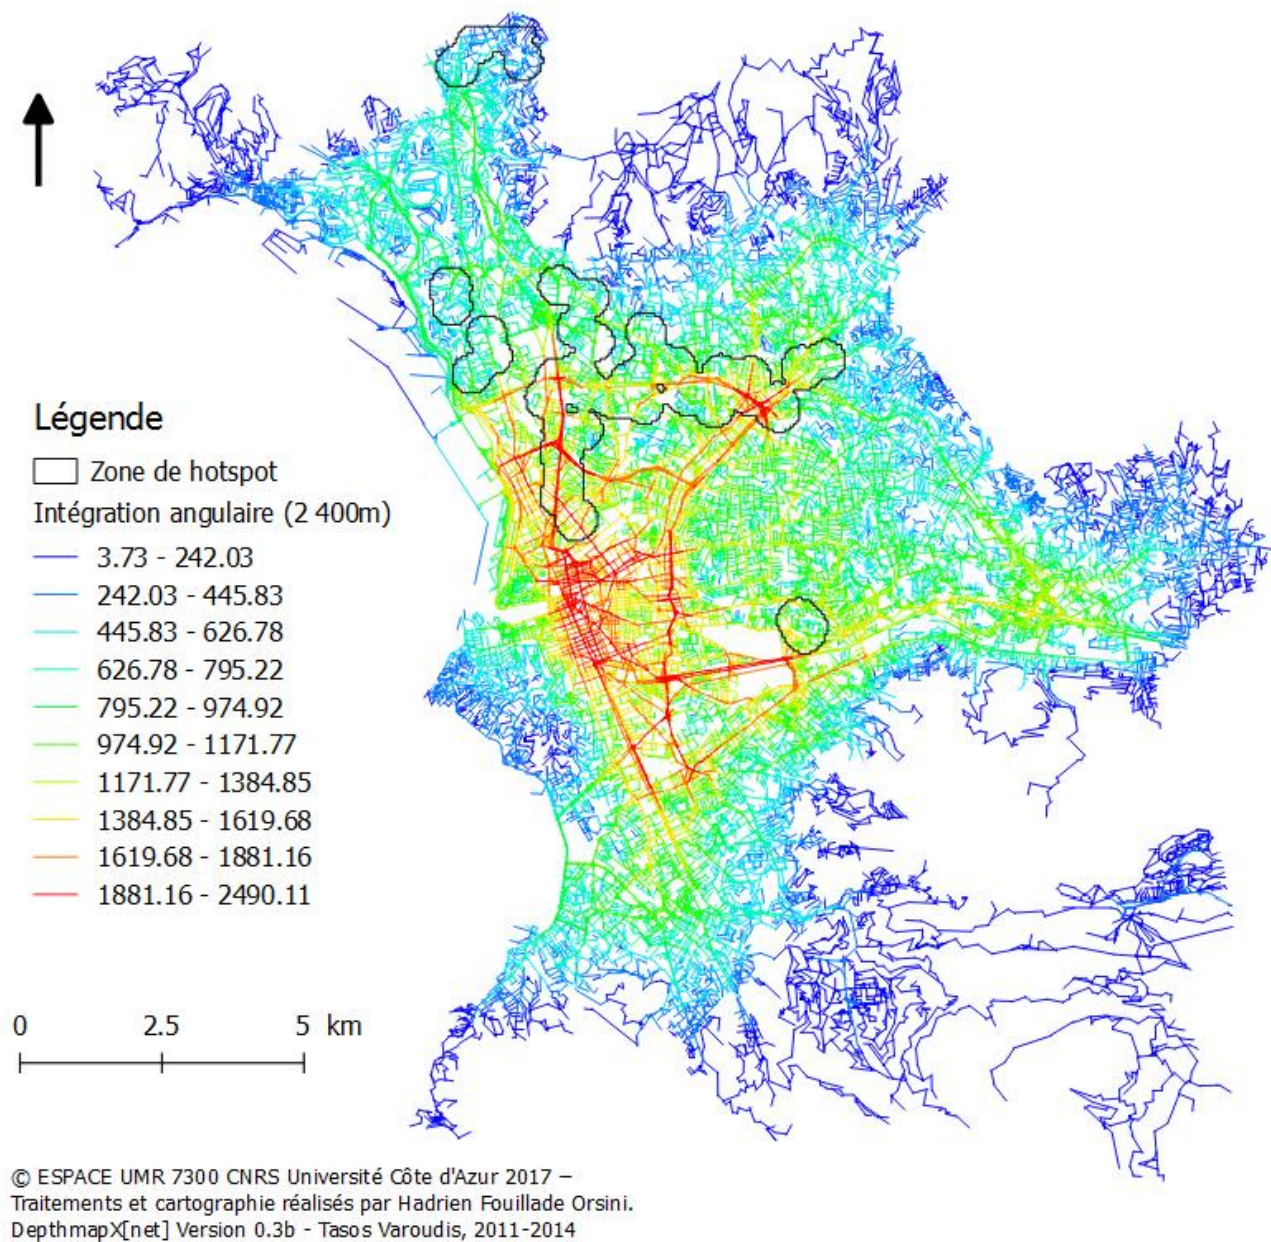 Légende
Zone de hotspot
Intégration angulaire (2 400m)
3.73 - 242.03
242.03 - 445.83
445.83 - 626.78
626.78 - 795.22
795.22 - 974.92
974.92 - 1171.77
1171.77 - 1384.85
1384.85 - 1619.68
1619.68 - 1881.16
1881.16 - 2490.11
0 2.5 5 km
© ESPACE UMR 7300 CNRS Université Côte d'Azur 2017 –
Traitements et cartographie réalisés par Hadrien Fouillade Orsini.
DepthmapX[net] Version 0.3b - Tasos Varoudis, 2011-2014